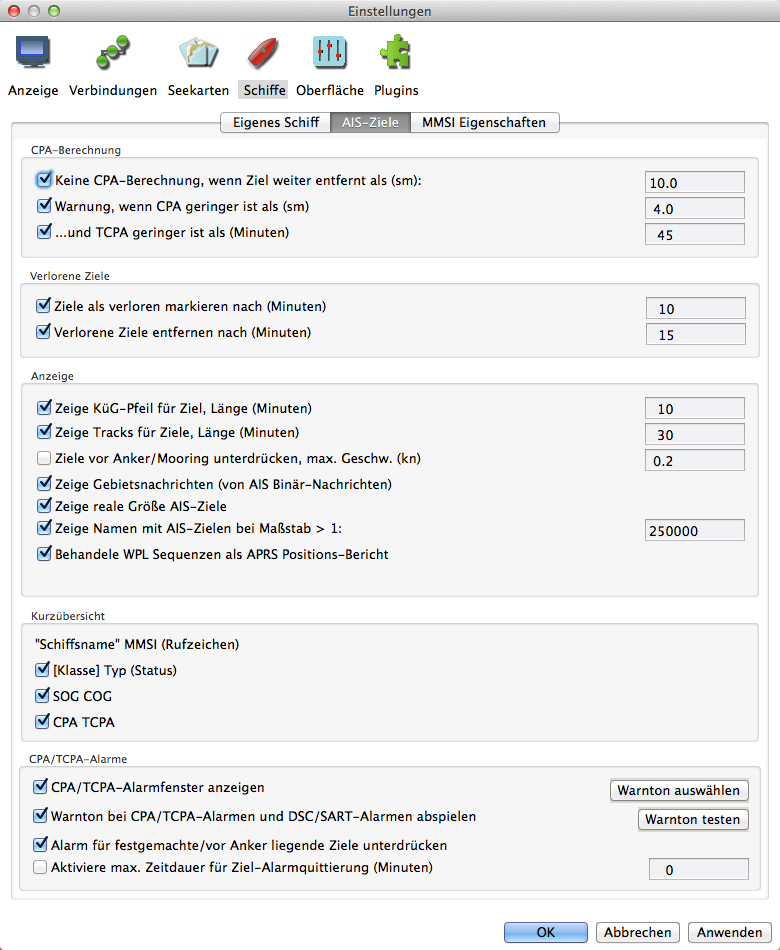 Einstellungen
Anzeige Verbindungen Seekarten Schiffe Oberfläche Plugins
Eigenes Schiff AIS-Ziele MMSI Eigenschaften
CPA-Berechnung
Keine CPA-Berechnung, wenn Ziel weiter entfernt als (sm): 10.0
Warnung, wenn CPA geringer ist als (sm) 4.0
...und TCPA geringer ist als (Minuten) 45
Verlorene Ziele
Ziele als verloren markieren nach (Minuten) 10
Verlorene Ziele entfernen nach (Minuten) 15
Anzeige
Zeige KüG-Pfeil für Ziel, Länge (Minuten) 10
Zeige Tracks für Ziele, Länge (Minuten) 30
Ziele vor Anker/Mooring unterdrücken, max. Geschw. (kn) 0.2
Zeige Gebietsnachrichten (von AIS Binär-Nachrichten)
Zeige reale Größe AIS-Ziele
Zeige Namen mit AIS-Zielen bei Maßstab > 1: 250000
Behandele WPL Sequenzen als APRS Positions-Bericht
Kurzübersicht
"Schiffsname" MMSI (Rufzeichen)
[Klasse] Typ (Status)
SOG COG
CPA TCPA
CPA/TCPA-Alarme
CPA/TCPA-Alarmfenster anzeigen Warnton auswählen
Warnton bei CPA/TCPA-Alarmen und DSC/SART-Alarmen abspielen Warnton testen
Alarm für festgemachte/vor Anker liegende Ziele unterdrücken
Aktiviere max. Zeitdauer für Ziel-Alarmquittierung (Minuten) 0
OK Abbrechen Anwenden